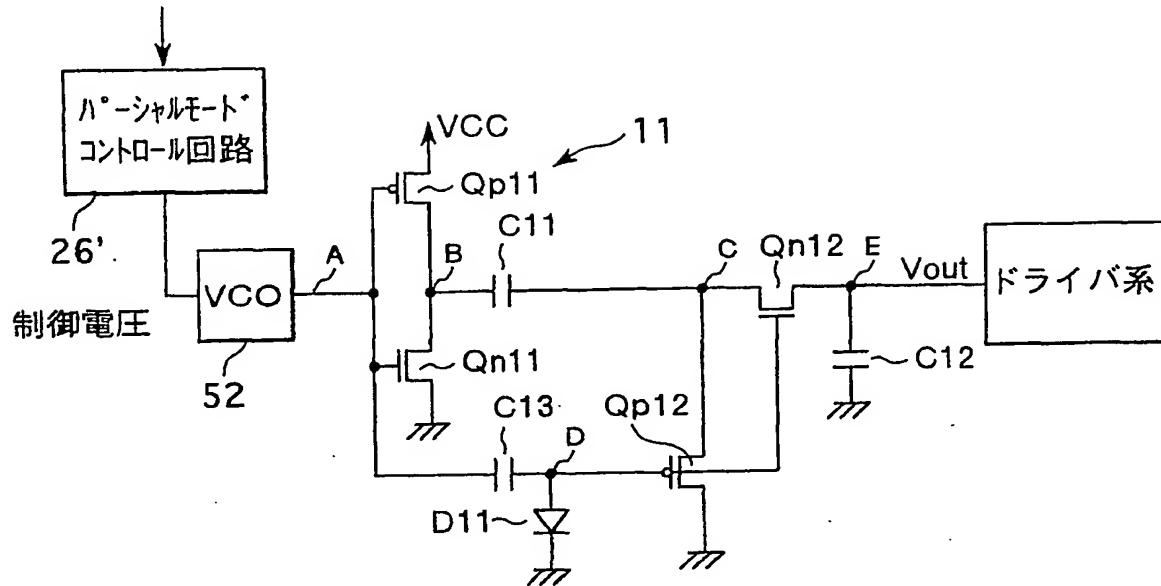 パーシャルモード
コントロール回路
26'
VCO
52
制御電圧
A
VCC
11
Qp11
B
C11
Qn11
C13
D
D11
Qp12
C
Qn12
E
Vout
C12
ドライバ系